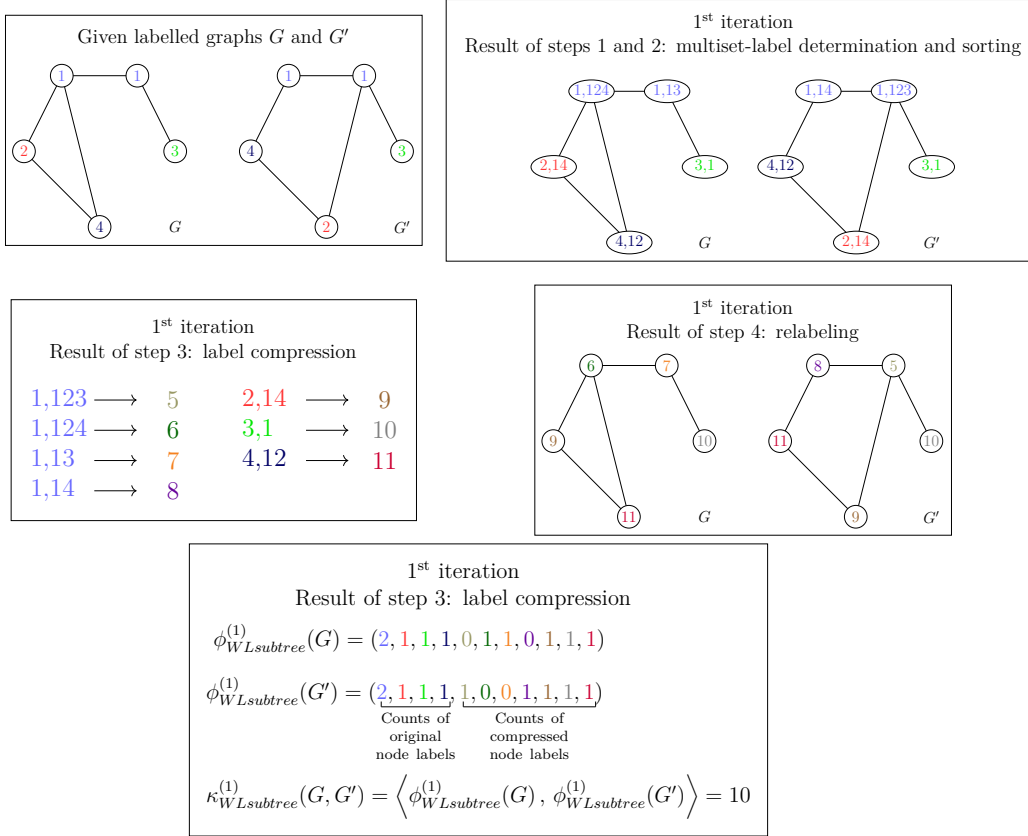 Given labelled graphs G and G′
1 1
2 3
4
G
1 1
4 3
2
G′
1st iteration
Result of steps 1 and 2: multiset-label determination and sorting
1,124 1,13
2,14 3,1
4,12
G
1,14 1,123
4,12 3,1
2,14
G′
1st iteration
Result of step 3: label compression
1,123 ⟶ 5
1,124 ⟶ 6
1,13 ⟶ 7
1,14 ⟶ 8
2,14 ⟶ 9
3,1 ⟶ 10
4,12 ⟶ 11
1st iteration
Result of step 4: relabeling
6 7
9 10
11
G
8 5
11 10
9
G′
1st iteration
Result of step 3: label compression
ϕ_{WLsubtree}^{(1)}(G) = (2, 1, 1, 1, 0, 1, 1, 0, 1, 1, 1)
ϕ_{WLsubtree}^{(1)}(G′) = (2, 1, 1, 1, 1, 0, 0, 1, 1, 1, 1)
Counts of
original
node labels
Counts of
compressed
node labels
κ_{WLsubtree}^{(1)}(G, G′) = ⟨ϕ_{WLsubtree}^{(1)}(G) , ϕ_{WLsubtree}^{(1)}(G′)⟩ = 10